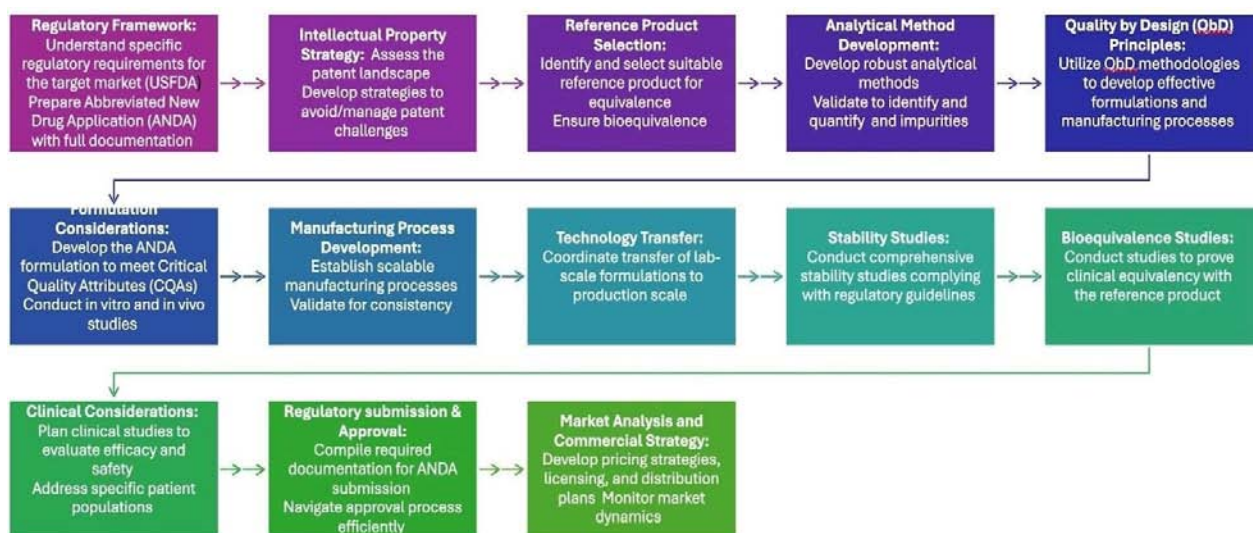 Regulatory Framework:
Understand specific
regulatory requirements for
the target market (USFDA)
Prepare Abbreviated New
Drug Application (ANDA)
with full documentation
Intellectual Property
Strategy: Assess the
patent landscape
Develop strategies to
avoid/manage patent
challenges
Reference Product
Selection:
Identify and select suitable
reference product for
equivalence
Ensure bioequivalence
Analytical Method
Development:
Develop robust analytical
methods
Validate to identify and
quantify and impurities
Quality by Design (QbD)
Principles:
Utilize QbD methodologies
to develop effective
formulations and
manufacturing processes
Formulation
Considerations:
Develop the ANDA
formulation to meet Critical
Quality Attributes (CQAs)
Conduct in vitro and in vivo
studies
Manufacturing Process
Development:
Establish scalable
manufacturing processes
Validate for consistency
Technology Transfer:
Coordinate transfer of lab-
scale formulations to
production scale
Stability Studies:
Conduct comprehensive
stability studies complying
with regulatory guidelines
Bioequivalence Studies:
Conduct studies to prove
clinical equivalency with
the reference product
Clinical Considerations:
Plan clinical studies to
evaluate efficacy and
safety
Address specific patient
populations
Regulatory submission &
Approval:
Compile required
documentation for ANDA
submission
Navigate approval process
efficiently
Market Analysis and
Commercial Strategy:
Develop pricing strategies,
licensing, and distribution
plans Monitor market
dynamics